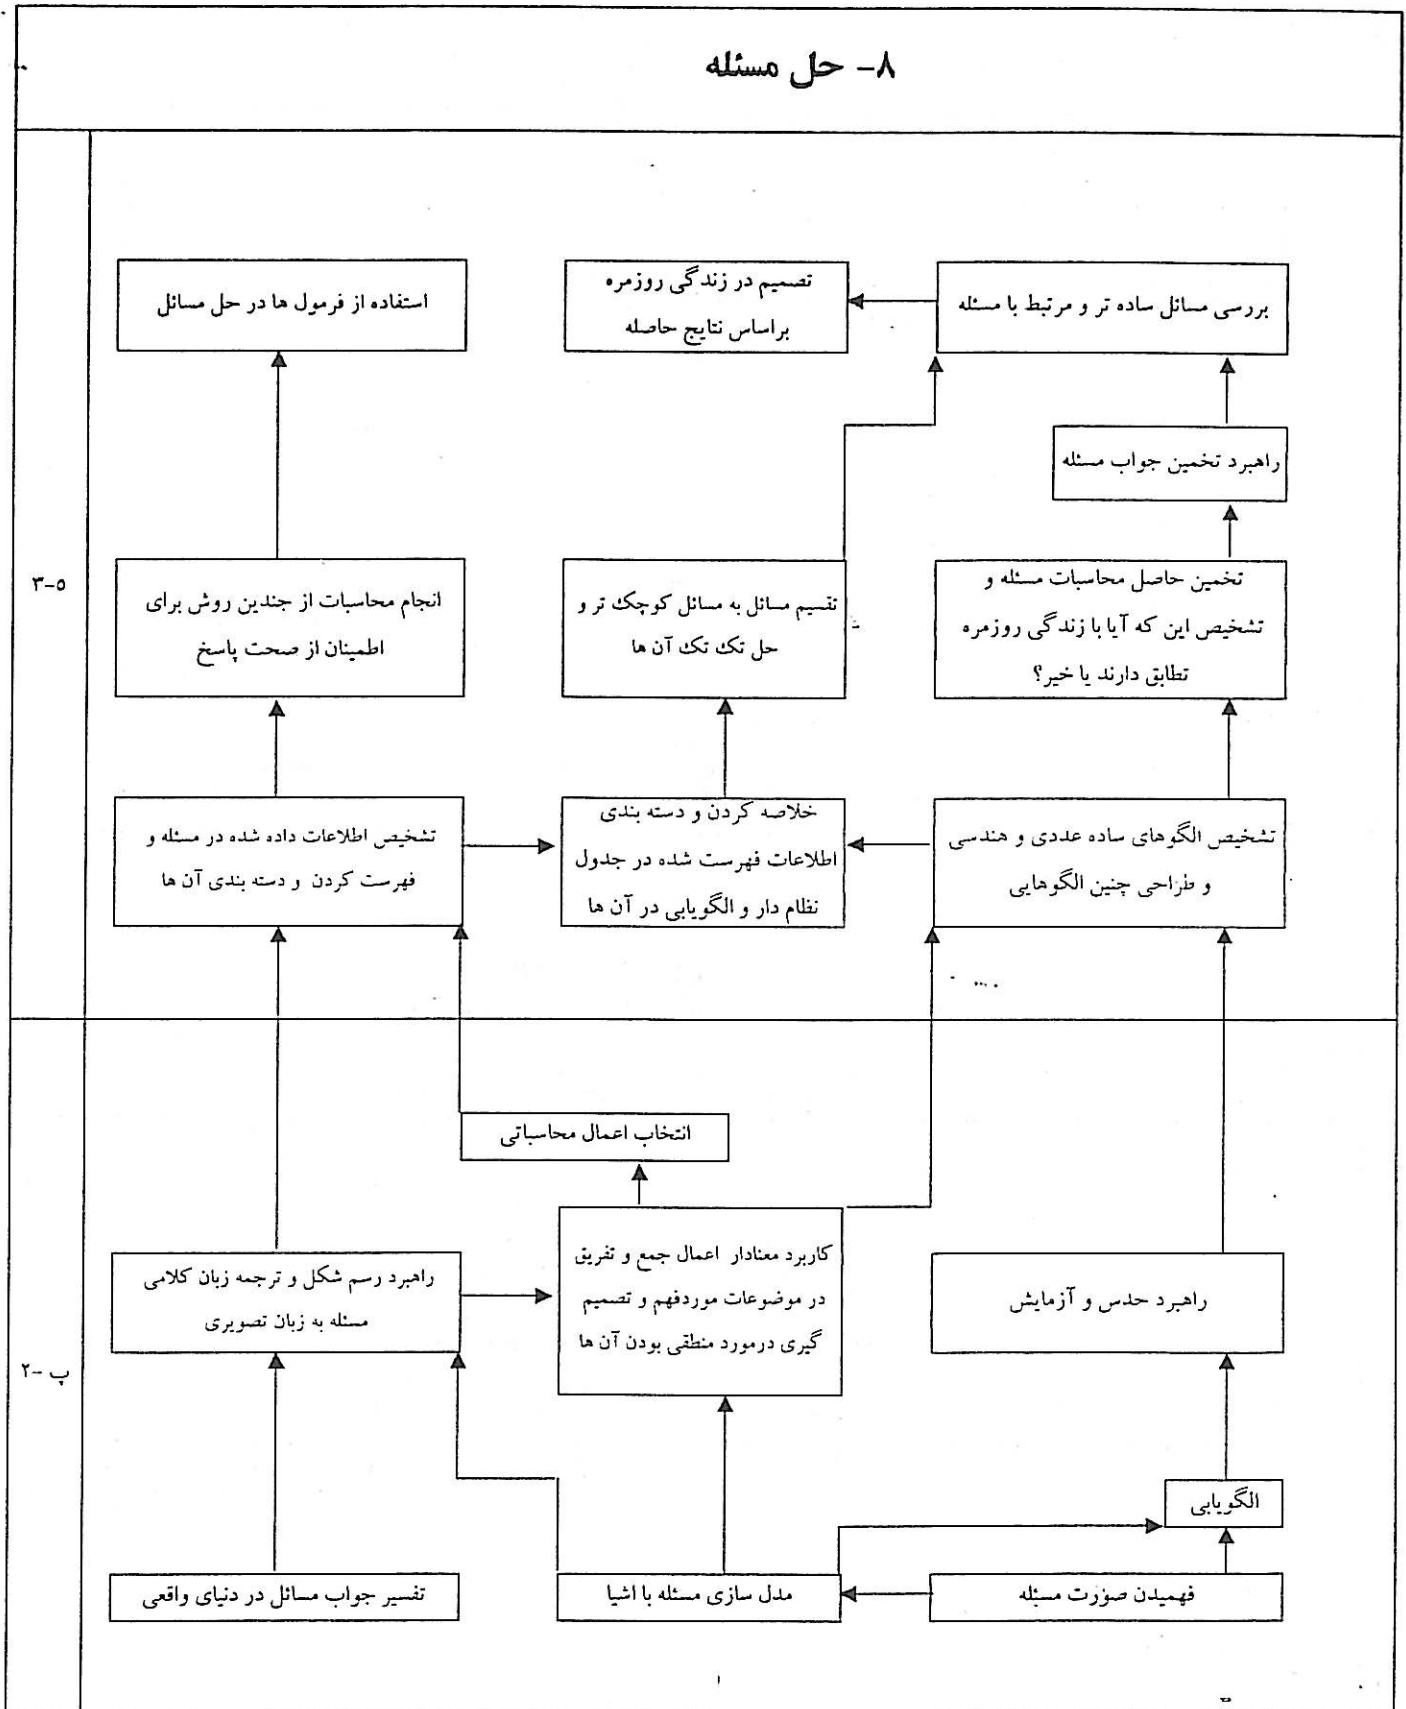 ۸- حل مسئله
بررسی مسائل ساده تر و مرتبط با مسئله
تصمیم در زندگی روزمره
براساس نتایج حاصله
استفاده از فرمول ها در حل مسائل
راهبرد تخمین جواب مسئله
۳-۵
تخمین حاصل محاسبات مسئله و
تشخیص این که آیا با زندگی روزمره
تطابق دارند یا خیر؟
تقسیم مسائل به مسائل کوچک تر و
حل تک تک آن ها
انجام محاسبات از جندین روش برای
اطمینان از صحت پاسخ
تشخیص الگوهای ساده عددی و هندسی
و طراحی چنین الگوهایی
خلاصه کردن و دسته بندی
اطلاعات فهرست شده در جدول
نظام دار و الگویابی در آن ها
تشخیص اطلاعات داده شده در مسئله و
فهرست کردن و دسته بندی آن ها
انتخاب اعمال محاسباتی
پ -۲
راهبرد حدس و آزمایش
کاربرد معنادار اعمال جمع و تفریق
در موضوعات موردفهم و تصمیم
گیری درمورد منطقی بودن آن ها
راهبرد رسم شکل و ترجمه زبان کلامی
مسئله به زبان تصویری
الگویابی
فهمیدن صورت مسئله
مدل سازی مسئله با اشیا
تفسیر جواب مسائل در دنیای واقعی